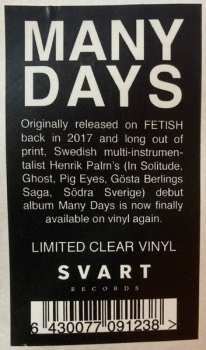 MANY
DAYS
Originally released on FETISH
back in 2017 and long out of
print, Swedish multi-instrumen-
talist Henrik Palm's (In Solitude,
Ghost, Pig Eyes, Gösta Berlings
Saga, Södra Sverige) debut
album Many Days is now finally
available on vinyl again.
LIMITED CLEAR VINYL
SVART
RECORDS
6 430077 091238 >